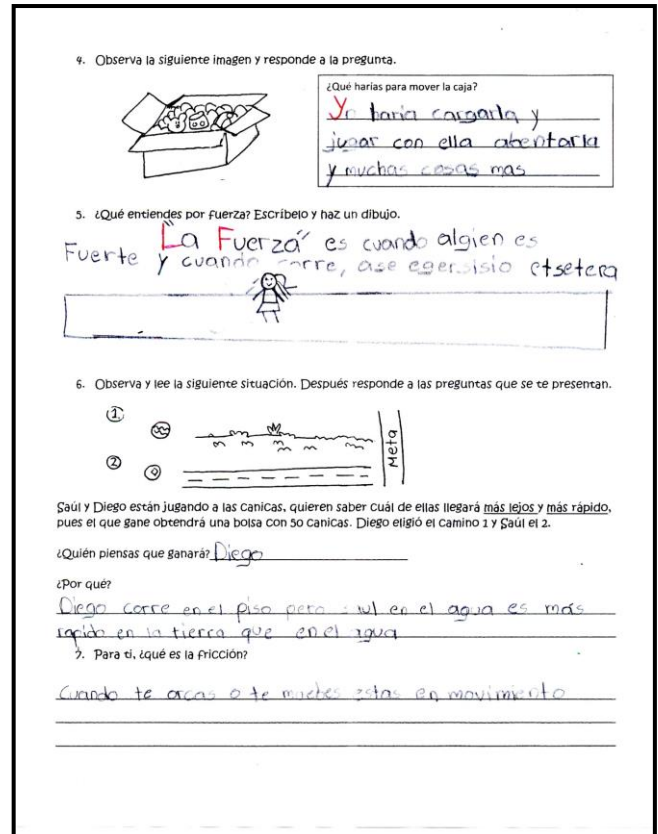 4. Observa la siguiente imagen y responde a la pregunta.
¿Qué harías para mover la caja?
Yo haria cargarla y
jugar con ella abentarla
y muchas cosas mas
5. ¿Qué entiendes por fuerza? Escríbelo y haz un dibujo.
"La Fuerza" es cuando algien es
Fuerte y cuando corre, ase egersisio etsetera
6. Observa y lee la siguiente situación. Después responde a las preguntas que se te presentan.
1
2
Meta
Saúl y Diego están jugando a las canicas, quieren saber cuál de ellas llegará más lejos y más rápido,
pues el que gane obtendrá una bolsa con 50 canicas. Diego eligió el camino 1 y Saúl el 2.
¿Quién piensas que ganará? Diego
¿Por qué?
Diego corre en el piso pero en el agua es más
rapido en la tierra que en el agua
7. Para ti, ¿qué es la fricción?
Cuando te o te estas en movimiento